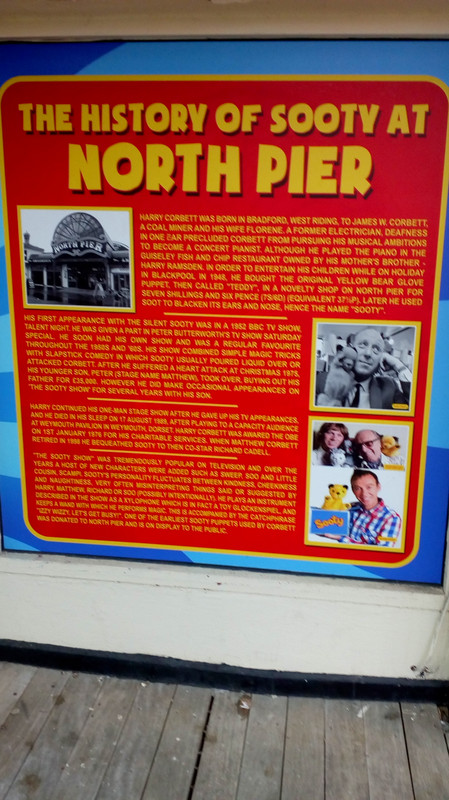 THE HISTORY OF SOOTY AT
NORTH PIER
NORTH PIER
HARRY CORBETT WAS BORN IN BRADFORD, WEST RIDING, TO JAMES W. CORBETT,
A COAL MINER AND HIS WIFE FLORENE. A FORMER ELECTRICIAN, DEAFNESS
IN ONE EAR PRECLUDED CORBETT FROM PURSUING HIS MUSICAL AMBITIONS
TO BECOME A CONCERT PIANIST. ALTHOUGH HE PLAYED THE PIANO IN THE
GUISELEY FISH AND CHIP RESTAURANT OWNED BY HIS MOTHER'S BROTHER -
HARRY RAMSDEN. IN ORDER TO ENTERTAIN HIS CHILDREN WHILE ON HOLIDAY
IN BLACKPOOL IN 1948, HE BOUGHT THE ORIGINAL YELLOW BEAR GLOVE
PUPPET, THEN CALLED "TEDDY", IN A NOVELTY SHOP ON NORTH PIER FOR
SEVEN SHILLINGS AND SIX PENCE (7S/6D) (EQUIVALENT 37½P). LATER HE USED
SOOT TO BLACKEN ITS EARS AND NOSE, HENCE THE NAME "SOOTY".
HIS FIRST APPEARANCE WITH THE SILENT SOOTY WAS IN A 1952 BBC TV SHOW
TALENT NIGHT. HE WAS GIVEN A PART IN PETER BUTTERWORTH'S TV SHOW SATURDAY
SPECIAL. HE SOON HAD HIS OWN SHOW AND WAS A REGULAR FAVOURITE
THROUGHOUT THE 1950S AND '60S. HIS SHOW COMBINED SIMPLE MAGIC TRICKS
WITH SLAPSTICK COMEDY IN WHICH SOOTY USUALLY POURED LIQUID OVER OR
ATTACKED CORBETT. AFTER HE SUFFERED A HEART ATTACK AT CHRISTMAS 1975,
HIS YOUNGER SON, PETER (STAGE NAME MATTHEW), TOOK OVER, BUYING OUT HIS
FATHER FOR £35,000. HOWEVER HE DID MAKE OCCASIONAL APPEARANCES ON
'THE SOOTY SHOW' FOR SEVERAL YEARS WITH HIS SON.
HARRY CONTINUED HIS ONE-MAN STAGE SHOW AFTER HE GAVE UP HIS TV APPEARANCES,
AND HE DIED IN HIS SLEEP ON 17 AUGUST 1989, AFTER PLAYING TO A CAPACITY AUDIENCE
AT WEYMOUTH PAVILION IN WEYMOUTH, DORSET. HARRY CORBETT WAS AWARDED THE OBE
ON 1ST JANUARY 1976 FOR HIS CHARITABLE SERVICES. WHEN MATTHEW CORBETT
RETIRED IN 1998 HE BEQUEATHED SOOTY TO CO-STAR RICHARD CADELL.
"THE SOOTY SHOW" WAS TREMENDOUSLY POPULAR ON TELEVISION AND OVER THE
YEARS A HOST OF NEW CHARACTERS WERE ADDED SUCH AS SWEEP, SOO AND LITTLE
COUSIN, SCAMPI. SOOTY'S PERSONALITY FLUCTUATES BETWEEN KINDNESS, CHEEKINESS
AND NAUGHTINESS, VERY OFTEN MISINTERPRETING THINGS SAID OR SUGGESTED BY
HARRY, MATTHEW, RICHARD OR SOO (POSSIBLY INTENTIONALLY). HE PLAYS AN INSTRUMENT
DESCRIBED IN THE SHOW AS A XYLOPHONE WHICH IS IN FACT A TOY GLOCKENSPIEL, AND
KEEPS A WAND WITH WHICH HE PERFORMS MAGIC. THIS IS ACCOMPANIED BY THE CATCHPHRASE
"IZZY WIZZY, LET'S GET BUSY!". ONE OF THE EARLIEST SOOTY PUPPETS USED BY CORBETT
WAS DONATED TO NORTH PIER AND IS ON DISPLAY TO THE PUBLIC.
Sooty